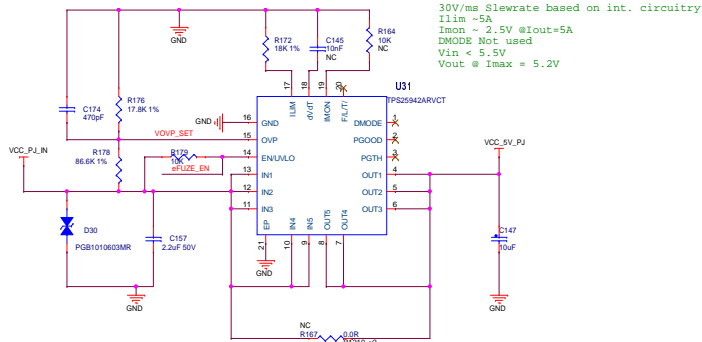 30V/ms Slewrate based on int. circuitry
Ilim ~5A
Imon ~ 2.5V @Iout=5A
DMODE Not used
Vin < 5.5V
Vout @ Imax = 5.2V
GND
R172
18K 1%
C145
10nF
NC
R164
10K
NC
U31
TPS25942ARVCT
17
18
19
20
ILIM
dVdT
IMON
F/L/T/
C174
470pF
R176
17.8K 1%
GND
16
GND
DMODE
1
VOVP_SET
15
OVP
PGOOD
2
VCC_PJ_IN
R178
86.6K 1%
R179
10K
eFUZE_EN
14
EN/UVLO
PGTH
3
VCC_5V_PJ
13
IN1
OUT1
4
12
IN2
OUT2
5
11
IN3
OUT3
6
EP
IN4
IN5
OUT5
OUT4
21
10
9
8
7
D30
PGB1010603MR
C157
2.2uF 50V
C147
10uF
GND
GND
GND
NC
R167
0.0R